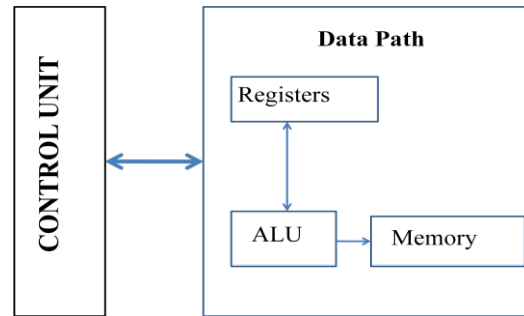 CONTROL UNIT
Data Path
Registers
ALU
Memory